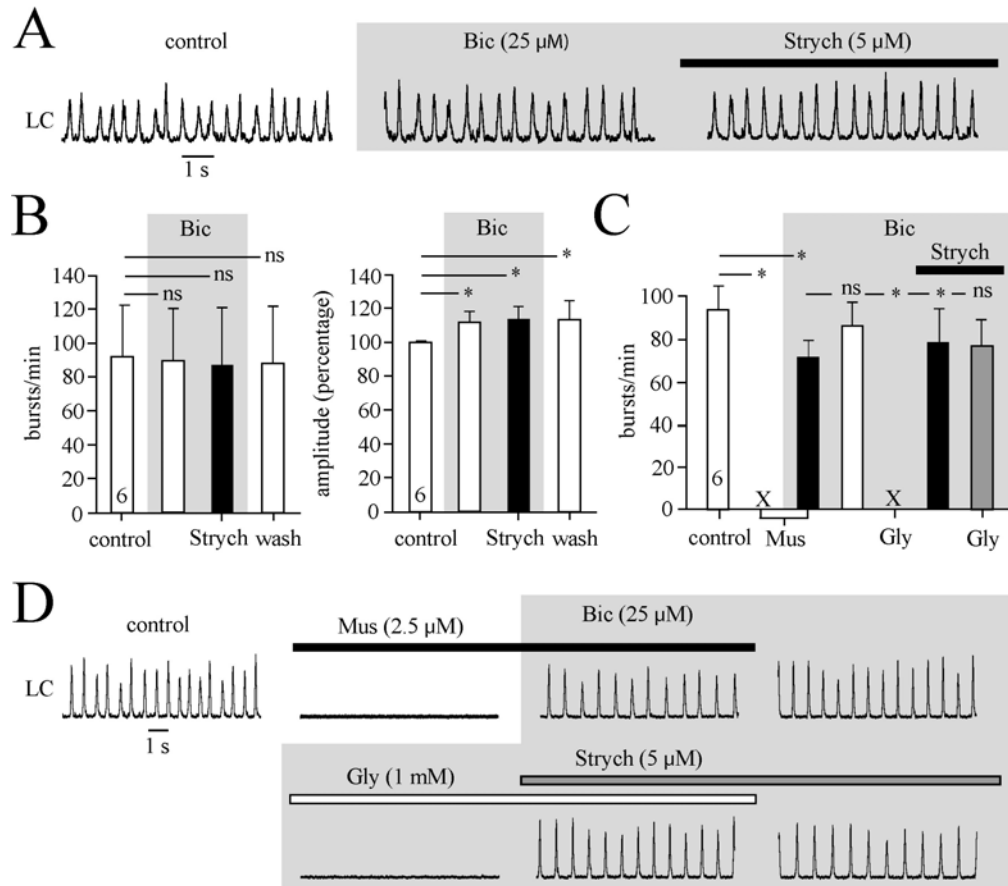 A
control
Bic (25 µM)
Strych (5 µM)
LC
1 s
B
Bic
ns
ns
ns
140
120
100
80
60
40
20
0
bursts/min
6
control
Strych wash
Bic
*
*
*
140
120
100
80
60
40
20
0
amplitude (percentage)
6
control
Strych wash
C
Bic
Strych
*
*
ns
*
*
ns
100
80
60
40
20
0
bursts/min
6
X
X
control
Mus
Gly
Gly
D
control
Mus (2.5 µM)
Bic (25 µM)
LC
1 s
Gly (1 mM)
Strych (5 µM)